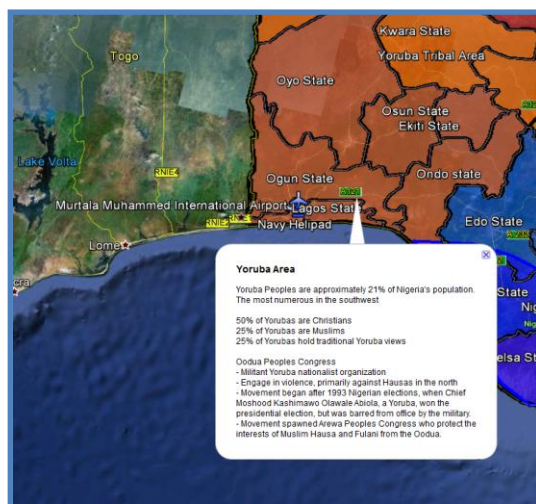 Kwara State
Togo
Yoruba Tribal Area
Oyo State
Osun State
Ekiti State
Lake Volta
RNIE4
Ogun State
Ondo state
Murtala Muhammed International Airport
Lagos State
RNIE2
Navy Helipad
Edo State
Lome
Yoruba Area
Yoruba Peoples are approximately 21% of Nigeria's population.
The most numerous in the southwest
50% of Yorubas are Christians
25% of Yorubas are Muslims
25% of Yorubas hold traditional Yoruba views
Oodua Peoples Congress
- Militant Yoruba nationalist organization
- Engage in violence, primarily against Hausas in the north
- Movement began after 1993 Nigerian elections, when Chief
Moshood Kashimawo Olawale Abiola, a Yoruba, won the
presidential election, but was barred from office by the military.
- Movement spawned Arewa Peoples Congress who protect the
interests of Muslim Hausa and Fulani from the Oodua.
State